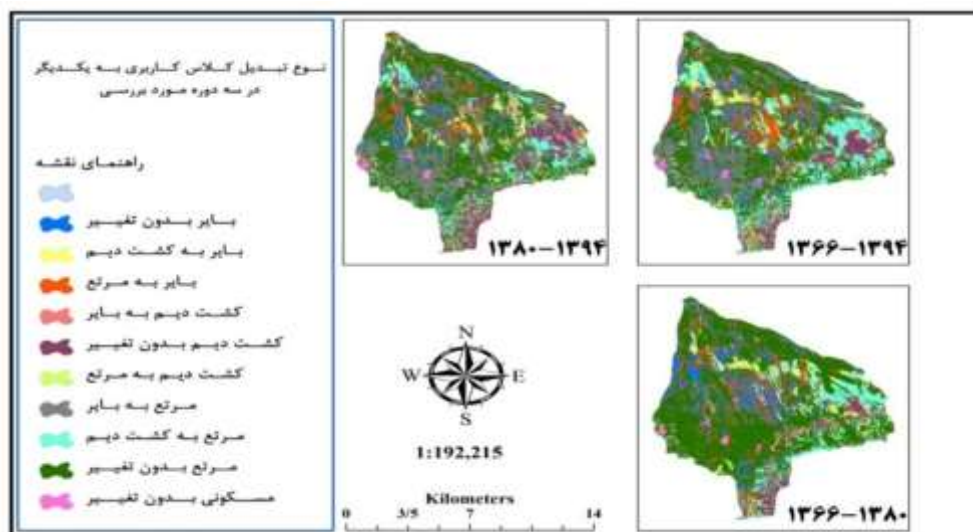 نوع تبدیل کلاس کاربری به یکدیگر
در سه دوره مورد بررسی
راهنمای نقشه
بایر بدون تغییر
بایر به کشت دیم
بایر به مرتع
کشت دیم به بایر
کشت دیم بدون تغییر
کشت دیم به مرتع
مرتع به بایر
مرتع به کشت دیم
مرتع بدون تغییر
مسکونی بدون تغییر
۱۳۶۶-۱۳۹۴
۱۳۸۰-۱۳۹۴
۱۳۶۶-۱۳۸۰
N
W E
S
1:192,215
Kilometers
0 3/5 7 14